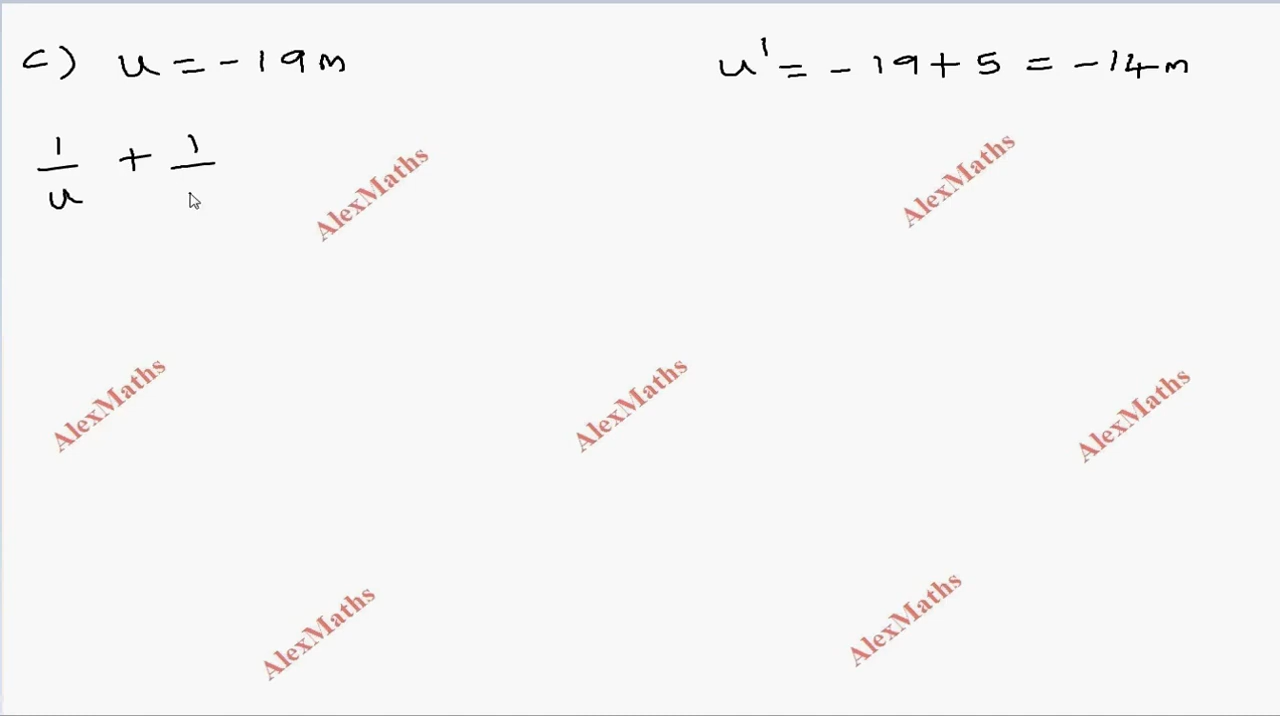 c) u = -19m
u' = -19 + 5 = -14m
1/u + 1/
AlexMaths
AlexMaths
AlexMaths
AlexMaths
AlexMaths
AlexMaths
AlexMaths